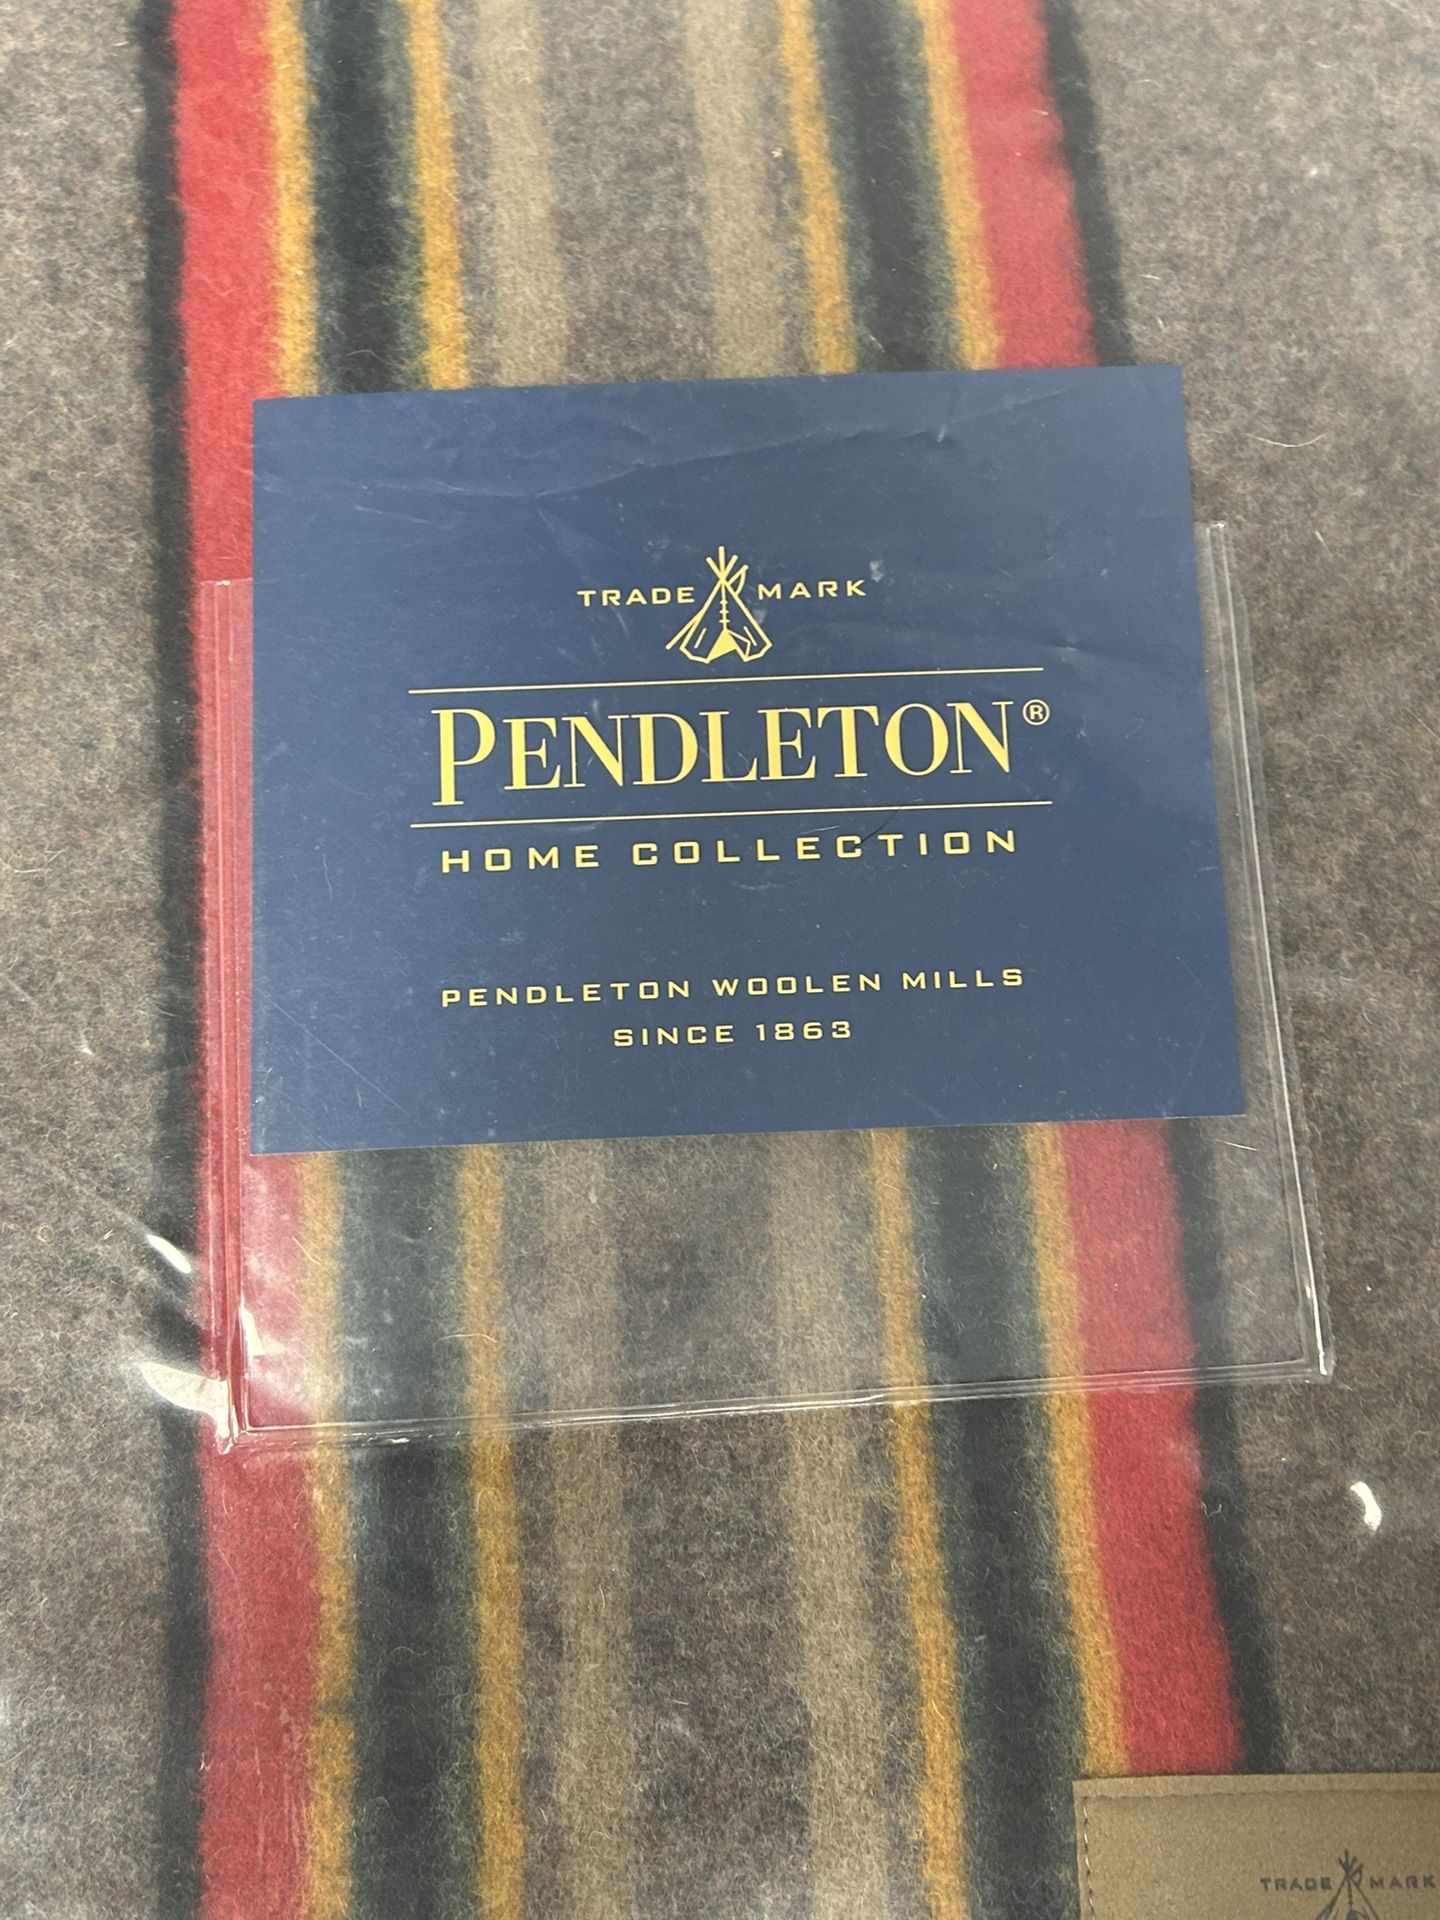 TRADE MARK
PENDLETON®
HOME COLLECTION
PENDLETON WOOLEN MILLS
SINCE 1863
TRADE MARK